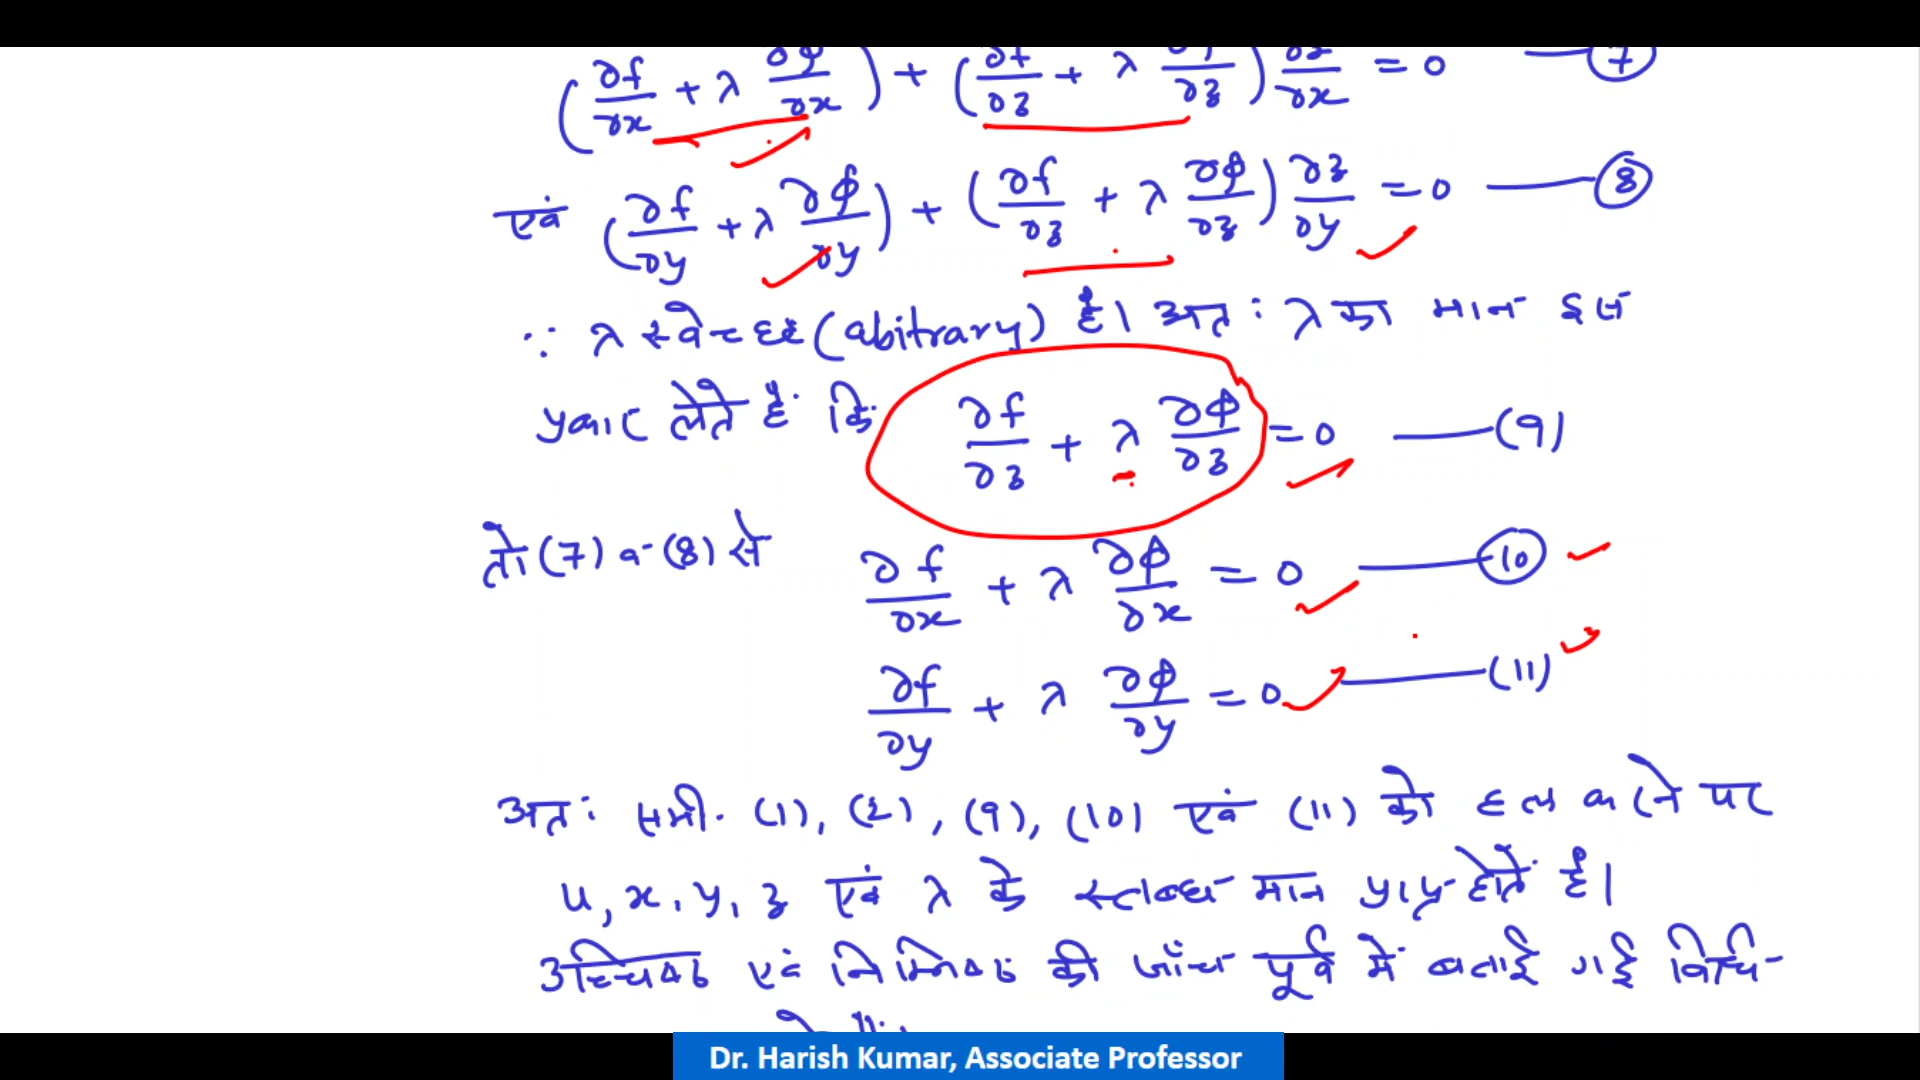 (∂f/∂x + λ ∂φ/∂x) + (∂f/∂z + λ ∂φ/∂z) ∂z/∂x = 0 — 7
एवं (∂f/∂y + λ ∂φ/∂y) + (∂f/∂z + λ ∂φ/∂z) ∂z/∂y = 0 — 8
∵ λ स्वेच्छ (abitrary) है। अतः λ का मान इस
प्रकार लेते हैं कि ∂f/∂z + λ ∂φ/∂z = 0 — (9)
तो (7) व (8) से ∂f/∂x + λ ∂φ/∂x = 0 — 10
∂f/∂y + λ ∂φ/∂y = 0 — (11)
अतः समी. (1), (2), (9), (10) एवं (11) को हल करने पर
u, x, y, z एवं λ के स्तब्ध मान प्राप्त होते है।
उच्चिष्ठ एवं निम्निष्ठ की जाँच पूर्व में बताई गई विधि-
Dr. Harish Kumar, Associate Professor